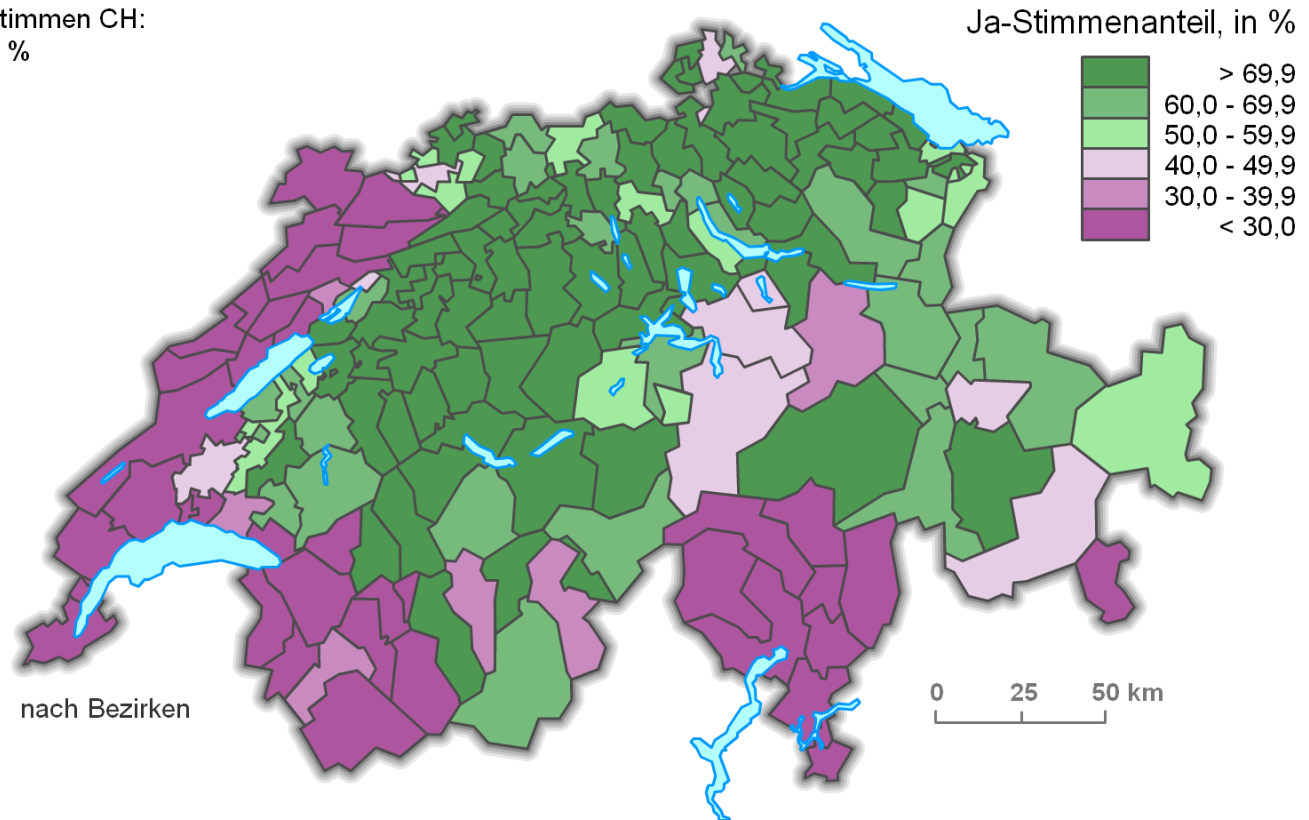 timmen CH:
%
Ja-Stimmenanteil, in %
> 69,9
60,0 - 69,9
50,0 - 59,9
40,0 - 49,9
30,0 - 39,9
< 30,0
nach Bezirken
0 25 50 km